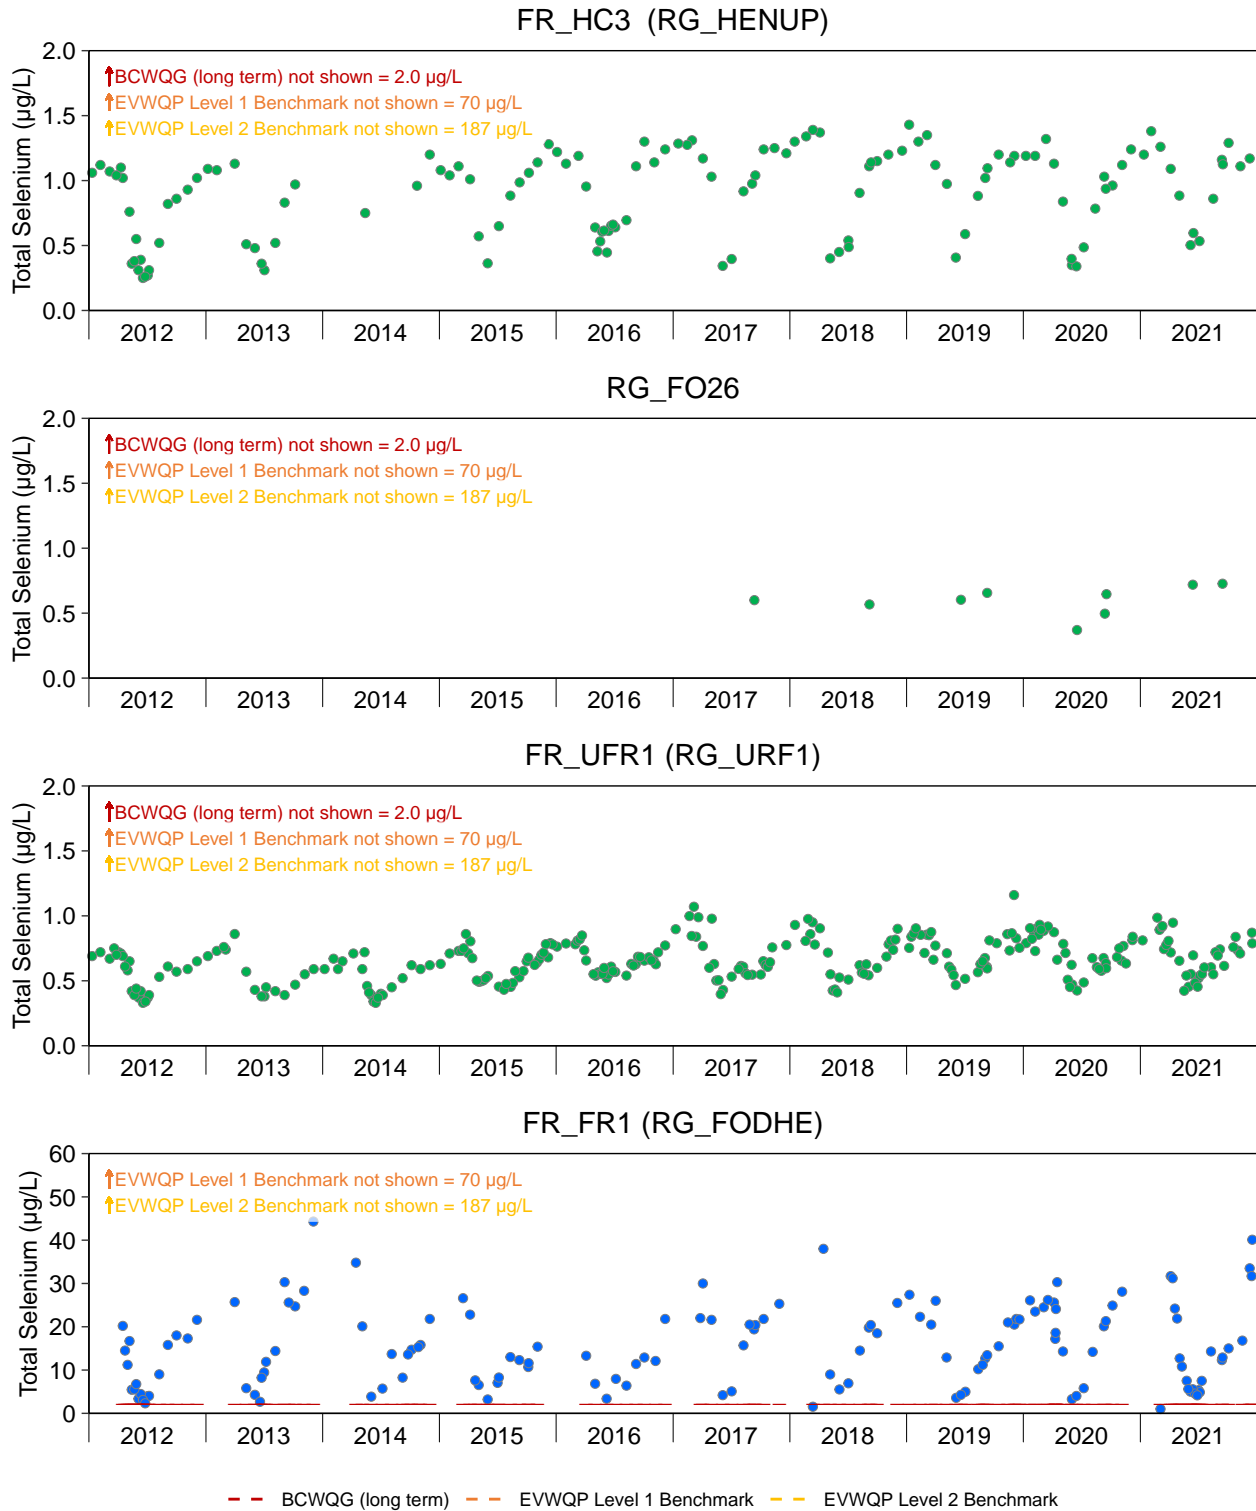 FR_HC3 (RG_HENUP)
Total Selenium (µg/L)
2.0
1.5
1.0
0.5
0.0
BCWQG (long term) not shown = 2.0 µg/L
EVWQP Level 1 Benchmark not shown = 70 µg/L
EVWQP Level 2 Benchmark not shown = 187 µg/L
2012 2013 2014 2015 2016 2017 2018 2019 2020 2021
RG_FO26
Total Selenium (µg/L)
2.0
1.5
1.0
0.5
0.0
BCWQG (long term) not shown = 2.0 µg/L
EVWQP Level 1 Benchmark not shown = 70 µg/L
EVWQP Level 2 Benchmark not shown = 187 µg/L
2012 2013 2014 2015 2016 2017 2018 2019 2020 2021
FR_UFR1 (RG_URF1)
Total Selenium (µg/L)
2.0
1.5
1.0
0.5
0.0
BCWQG (long term) not shown = 2.0 µg/L
EVWQP Level 1 Benchmark not shown = 70 µg/L
EVWQP Level 2 Benchmark not shown = 187 µg/L
2012 2013 2014 2015 2016 2017 2018 2019 2020 2021
FR_FR1 (RG_FODHE)
Total Selenium (µg/L)
60
50
40
30
20
10
0
EVWQP Level 1 Benchmark not shown = 70 µg/L
EVWQP Level 2 Benchmark not shown = 187 µg/L
2012 2013 2014 2015 2016 2017 2018 2019 2020 2021
BCWQG (long term) EVWQP Level 1 Benchmark EVWQP Level 2 Benchmark